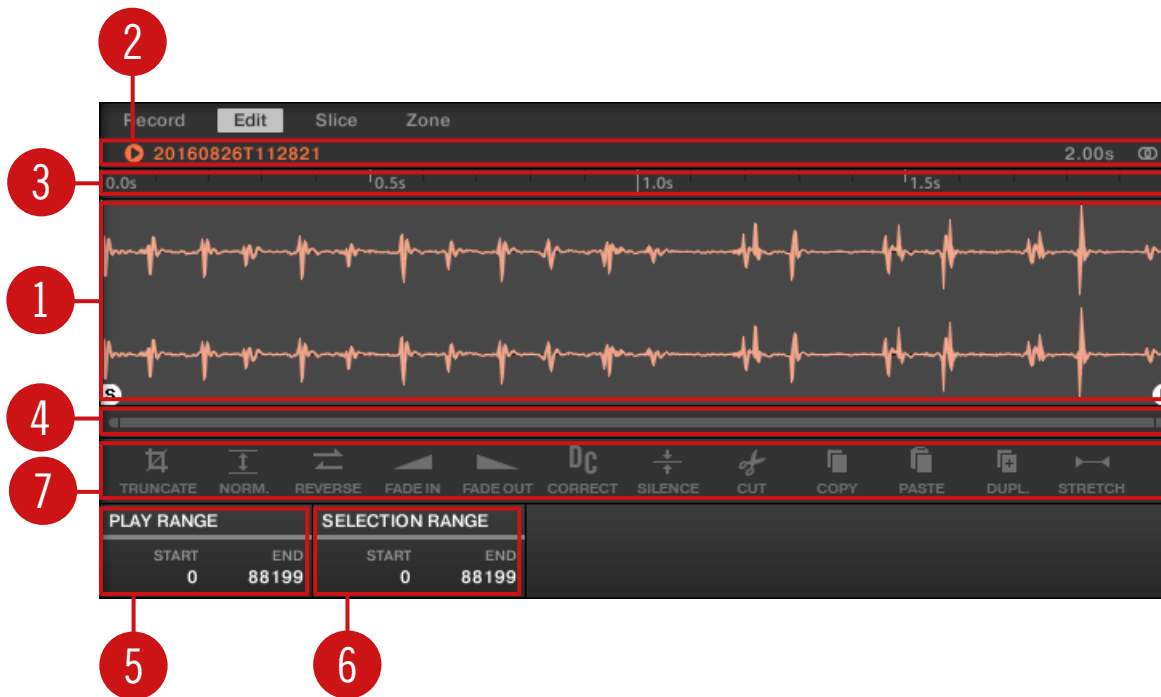 2
Record Edit Slice Zone
20160826T112821 2.00s
3
0.0s 0.5s 1.0s 1.5s
1
S
4
7
TRUNCATE NORM. REVERSE FADE IN FADE OUT DC CORRECT SILENCE CUT COPY PASTE DUPL. STRETCH
PLAY RANGE SELECTION RANGE
START END START END
0 88199 0 88199
5 6